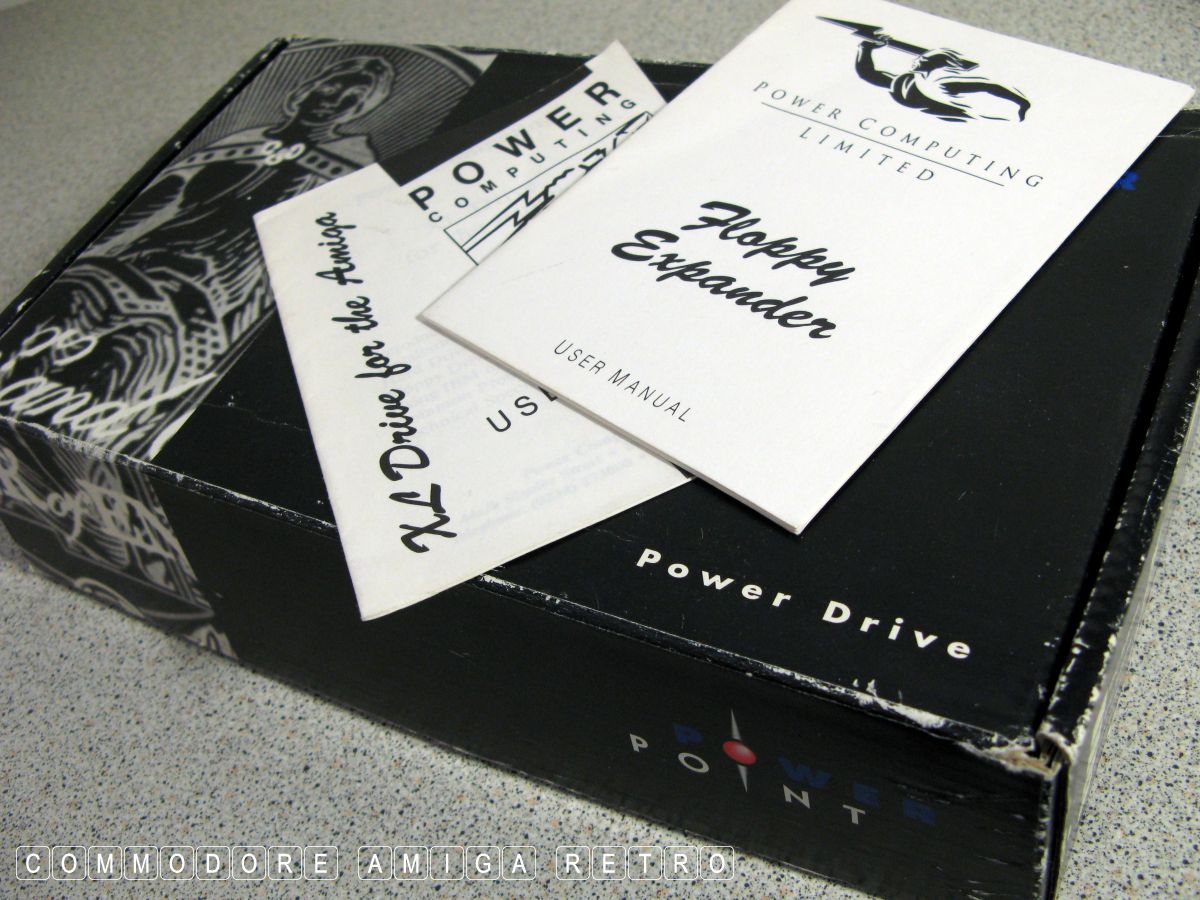 POWER COMPUTING
LIMITED
Floppy
Expander
USER MANUAL
POWER
COMPUTING
XL Drive for the Amiga
Power Drive
POWER
POINT
COMMODORE AMIGA RETRO